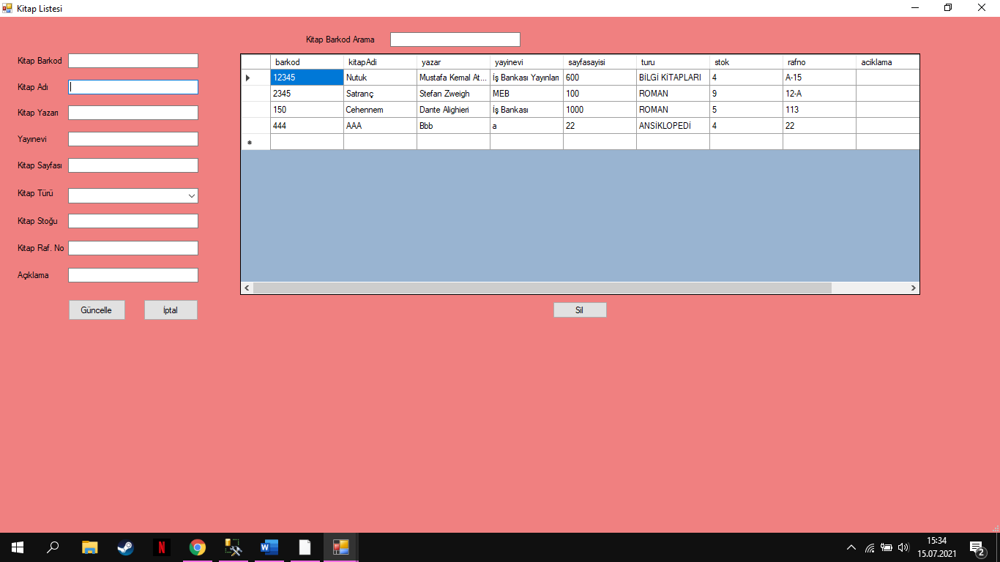 Kitap Listesi
Kitap Barkod Arama
Kitap Barkod
Kitap Adı
Kitap Yazarı
Yayınevi
Kitap Sayfası
Kitap Türü
Kitap Stoğu
Kitap Raf. No
Açıklama
Güncelle İptal
barkod kitapAdi yazar yayinevi sayfasayisi turu stok rafno aciklama
12345 Nutuk Mustafa Kemal At... İş Bankası Yayınları 600 BİLGİ KİTAPLARI 4 A-15
2345 Satranç Stefan Zweigh MEB 100 ROMAN 9 12-A
150 Cehennem Dante Alighieri İş Bankası 1000 ROMAN 5 113
444 AAA Bbb a 22 ANSİKLOPEDİ 4 22
Sil
15:34
15.07.2021
2